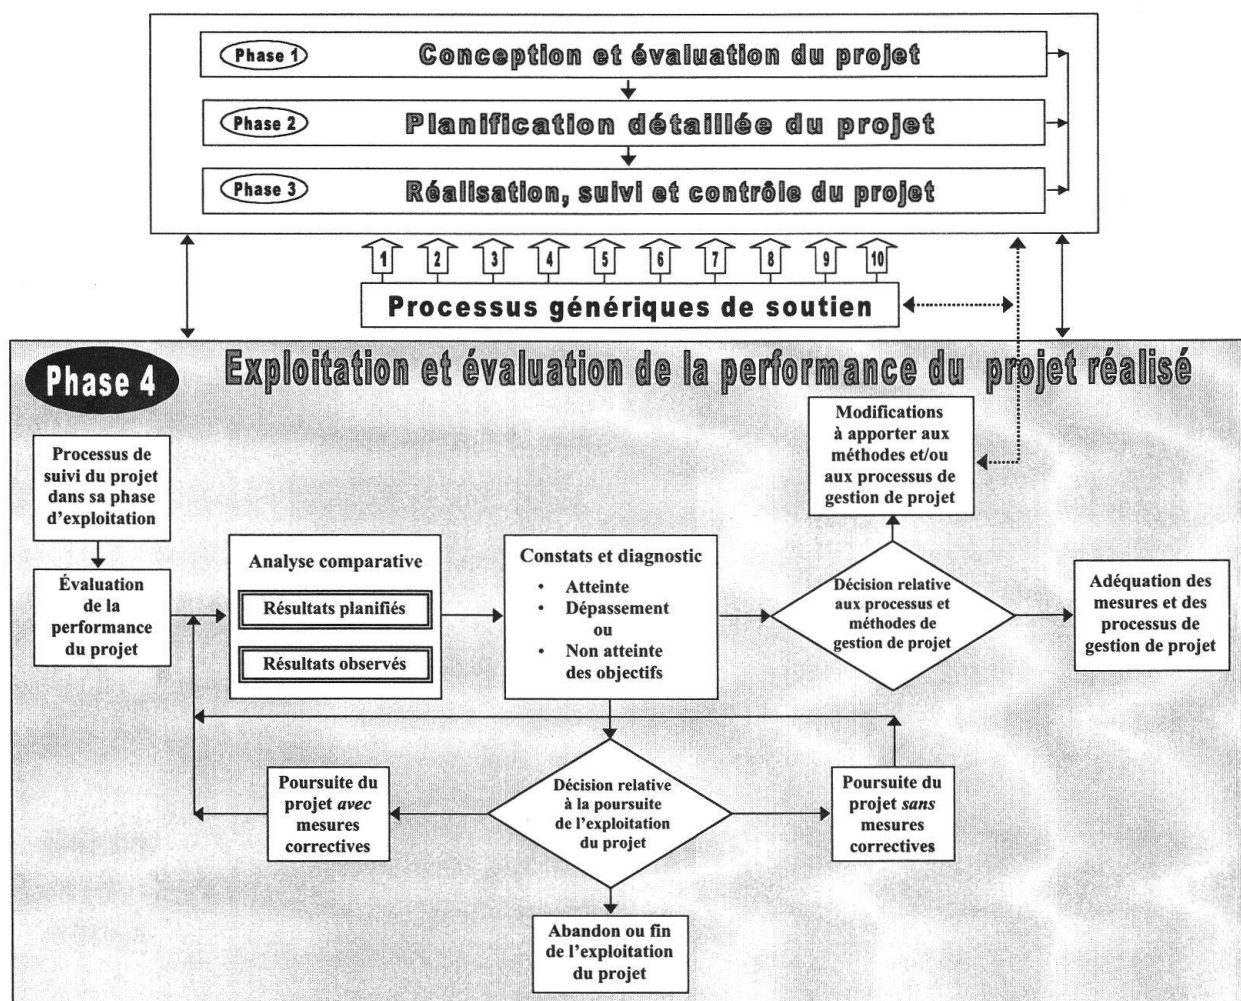 Phase 1 Conception et évaluation du projet
Phase 2 Planification détaillée du projet
Phase 3 Réalisation, suivi et contrôle du projet
1 2 3 4 5 6 7 8 9 10
Processus génériques de soutien
Phase 4 Exploitation et évaluation de la performance du projet réalisé
Processus de
suivi du projet
dans sa phase
d'exploitation
Évaluation
de la
performance
du projet
Analyse comparative
Résultats planifiés
Résultats observés
Constats et diagnostic
• Atteinte
• Dépassement
ou
• Non atteinte
des objectifs
Modifications
à apporter aux
méthodes et/ou
aux processus de
gestion de projet
Décision relative
aux processus et
méthodes de
gestion de projet
Adéquation des
mesures et des
processus de
gestion de projet
Poursuite du
projet avec
mesures
correctives
Décision relative
à la poursuite
de l'exploitation
du projet
Poursuite du
projet sans
mesures
correctives
Abandon ou fin
de l'exploitation
du projet